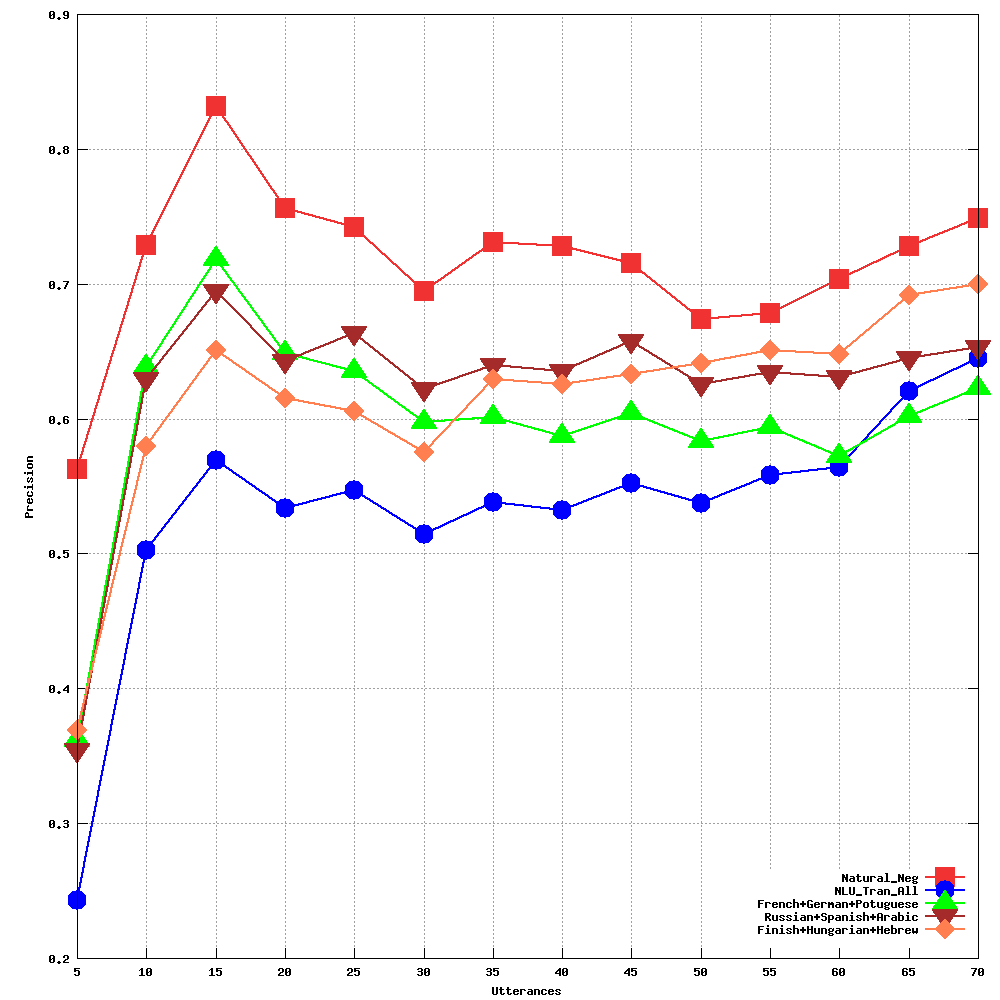 0.9
0.8
0.7
0.6
0.5
0.4
0.3
0.2
Precision
Natural_Neg
NLU_Tran_All
French+German+Potuguese
Russian+Spanish+Arabic
Finish+Hungarian+Hebrew
5 10 15 20 25 30 35 40 45 50 55 60 65 70
Utterances